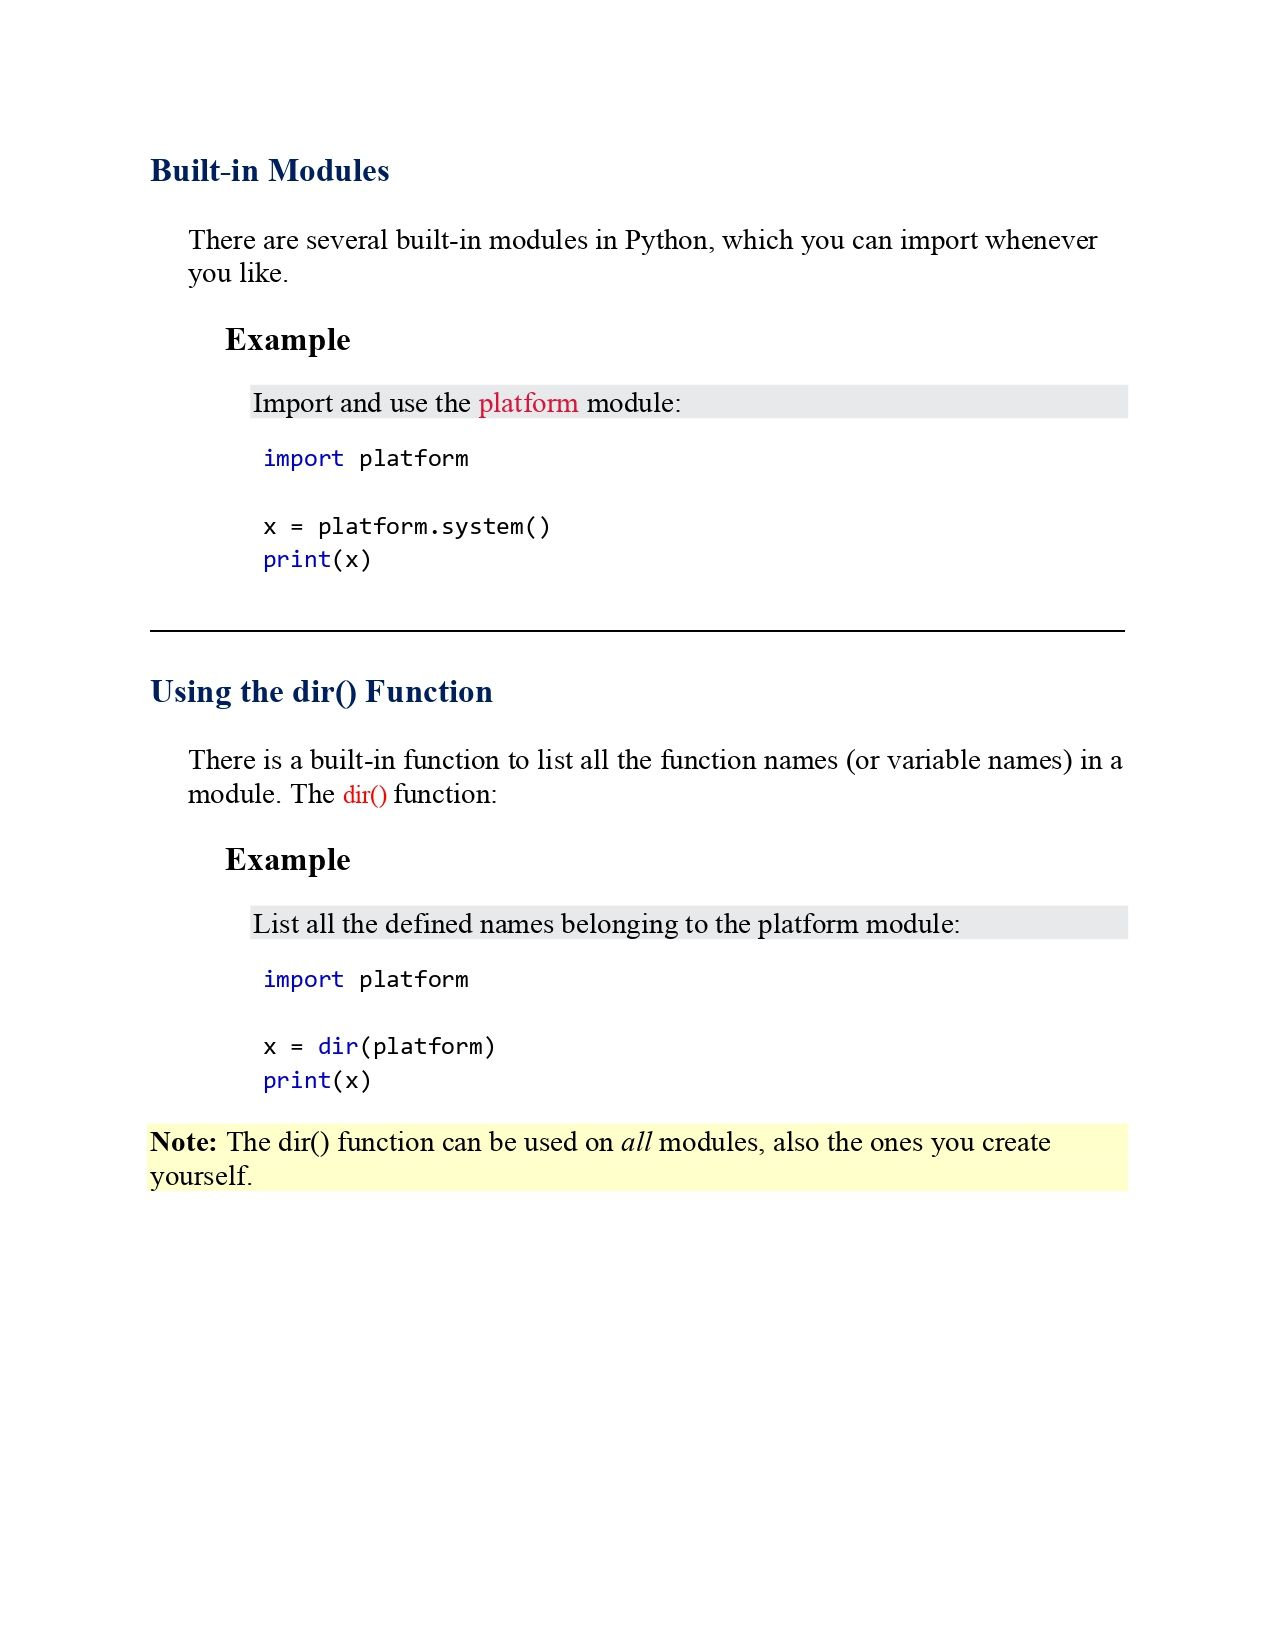 Built-in Modules
There are several built-in modules in Python, which you can import whenever
you like.
Example
Import and use the platform module:
import platform
x = platform.system()
print(x)
Using the dir() Function
There is a built-in function to list all the function names (or variable names) in a
module. The dir() function:
Example
List all the defined names belonging to the platform module:
import platform
x = dir(platform)
print(x)
Note: The dir() function can be used on all modules, also the ones you create
yourself.